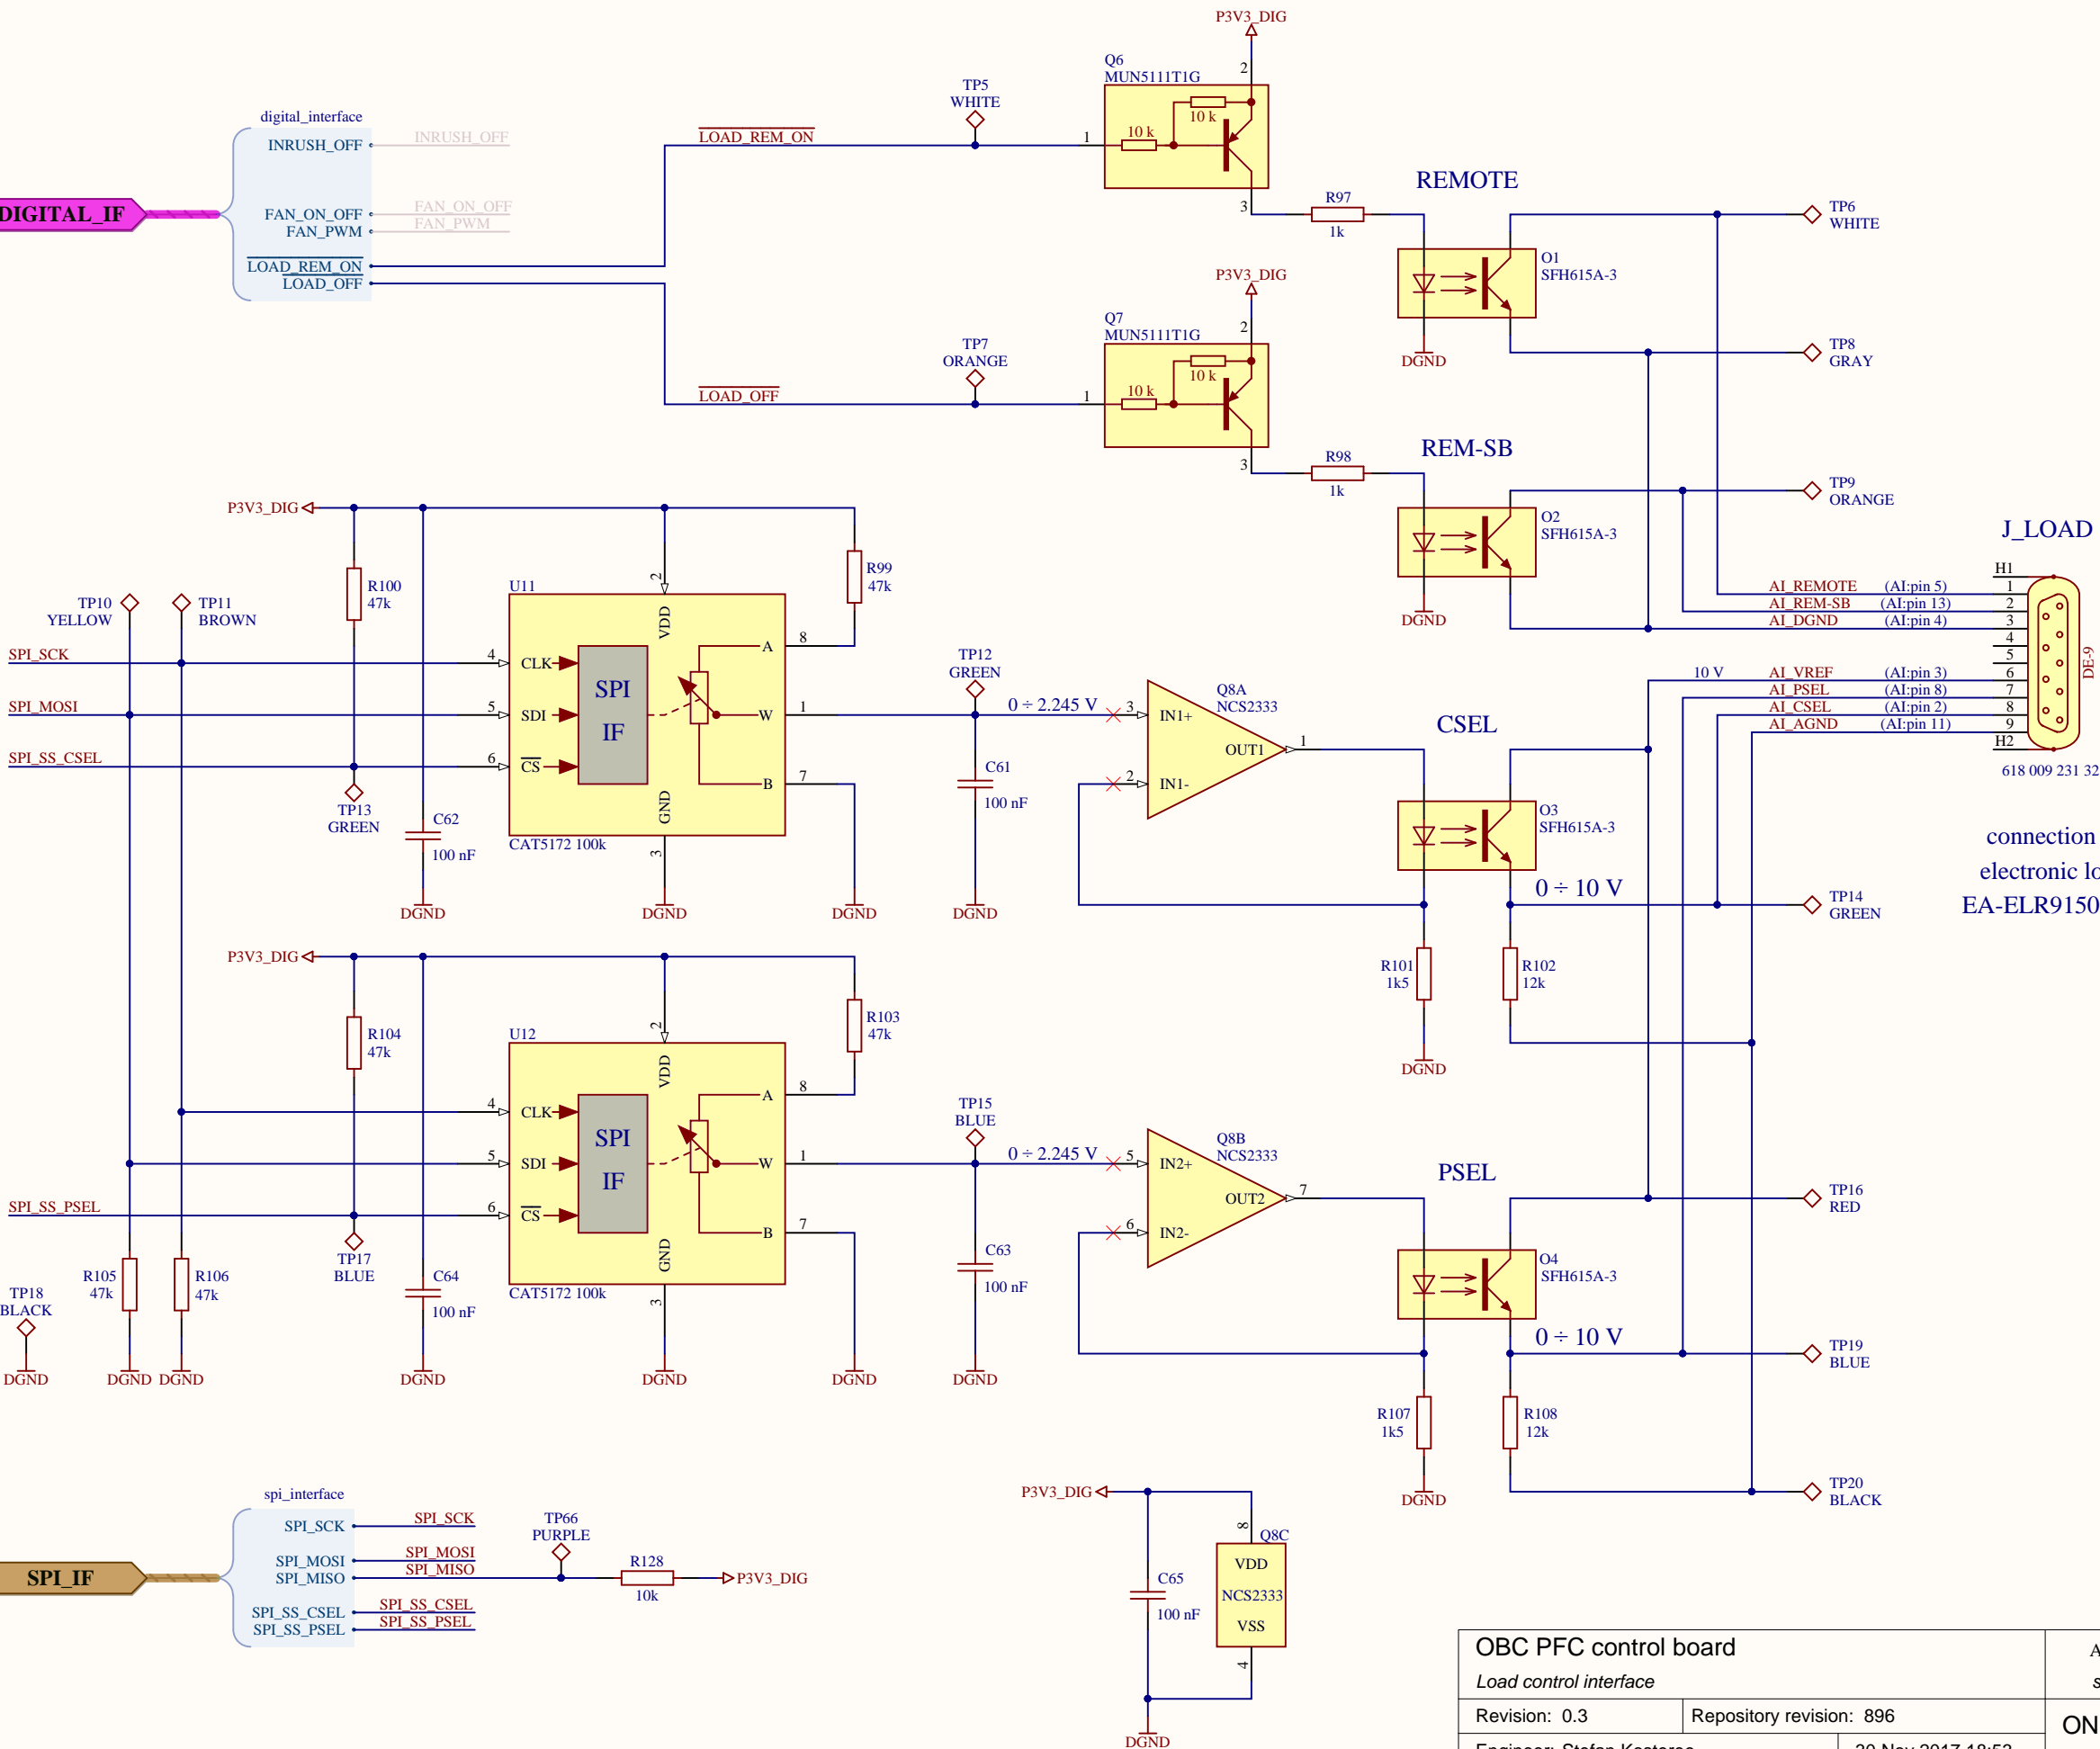 P3V3_DIG
Q6
MUN5111T1G
2
10 k
10 k
1
3
TP5
WHITE
LOAD_REM_ON
digital_interface
INRUSH_OFF
INRUSH_OFF
FAN_ON_OFF
FAN_ON_OFF
FAN_PWM
FAN_PWM
LOAD_REM_ON
LOAD_OFF
DIGITAL_IF
R97
1k
REMOTE
O1
SFH615A-3
DGND
TP6
WHITE
TP8
GRAY
P3V3_DIG
Q7
MUN5111T1G
2
10 k
10 k
1
3
TP7
ORANGE
LOAD_OFF
R98
1k
REM-SB
O2
SFH615A-3
DGND
TP9
ORANGE
J_LOAD
H1
AI_REMOTE (AI:pin 5) 1
AI_REM-SB (AI:pin 13) 2
AI_DGND (AI:pin 4) 3
4
5
10 V AI_VREF (AI:pin 3) 6
AI_PSEL (AI:pin 8) 7
AI_CSEL (AI:pin 2) 8
AI_AGND (AI:pin 11) 9
H2
DE-9
618 009 231 32
connection
electronic lo
EA-ELR9150
P3V3_DIG
R100
47k
R99
47k
TP10
YELLOW
TP11
BROWN
SPI_SCK
SPI_MOSI
SPI_SS_CSEL
TP13
GREEN
C62
100 nF
DGND
U11
2
VDD
4 CLK
5 SDI
6 CS
SPI
IF
A 8
W 1
B 7
GND
3
CAT5172 100k
DGND
DGND
TP12
GREEN
0 ÷ 2.245 V
C61
100 nF
DGND
Q8A
NCS2333
3 IN1+
2 IN1-
OUT1 1
CSEL
O3
SFH615A-3
0 ÷ 10 V
TP14
GREEN
R101
1k5
R102
12k
DGND
P3V3_DIG
R104
47k
R103
47k
SPI_SS_PSEL
TP17
BLUE
C64
100 nF
DGND
U12
2
VDD
4 CLK
5 SDI
6 CS
SPI
IF
A 8
W 1
B 7
GND
3
CAT5172 100k
DGND
DGND
TP15
BLUE
0 ÷ 2.245 V
C63
100 nF
DGND
Q8B
NCS2333
5 IN2+
6 IN2-
OUT2 7
PSEL
O4
SFH615A-3
0 ÷ 10 V
TP16
RED
TP19
BLUE
R107
1k5
R108
12k
DGND
TP20
BLACK
TP18
BLACK
DGND
R105
47k
R106
47k
DGND DGND
spi_interface
SPI_SCK
SPI_SCK
SPI_MOSI
SPI_MOSI
SPI_MISO
SPI_MISO
SPI_SS_CSEL
SPI_SS_CSEL
SPI_SS_PSEL
SPI_SS_PSEL
SPI_IF
TP66
PURPLE
R128
10k
P3V3_DIG
P3V3_DIG
C65
100 nF
8
Q8C
VDD
NCS2333
VSS
4
DGND
OBC PFC control board
Load control interface
Revision: 0.3
Repository revision: 896
ON